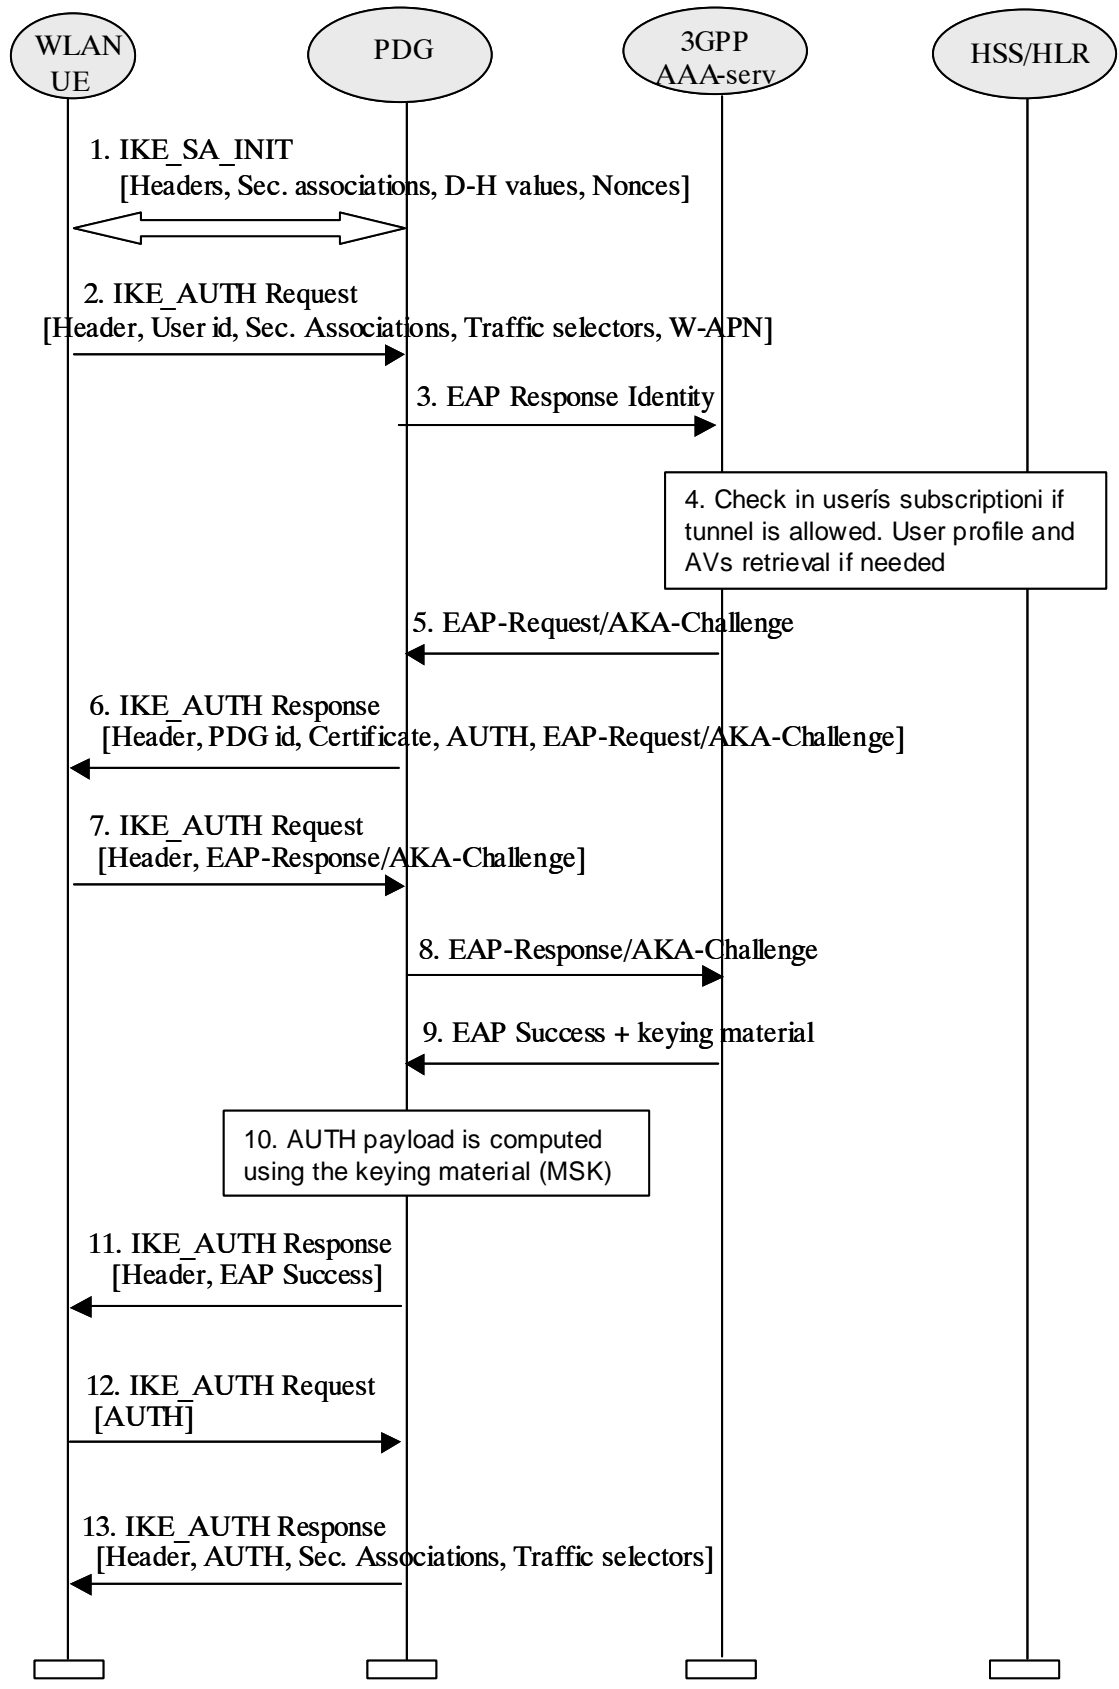 WLAN
UE
PDG
3GPP
AAA-serv
HSS/HLR
1. IKE_SA_INIT
[Headers, Sec. associations, D-H values, Nonces]
2. IKE_AUTH Request
[Header, User id, Sec. Associations, Traffic selectors, W-APN]
3. EAP Response Identity
4. Check in userís subscriptioni if
tunnel is allowed. User profile and
AVs retrieval if needed
5. EAP-Request/AKA-Challenge
6. IKE_AUTH Response
[Header, PDG id, Certificate, AUTH, EAP-Request/AKA-Challenge]
7. IKE_AUTH Request
[Header, EAP-Response/AKA-Challenge]
8. EAP-Response/AKA-Challenge
9. EAP Success + keying material
10. AUTH payload is computed
using the keying material (MSK)
11. IKE_AUTH Response
[Header, EAP Success]
12. IKE_AUTH Request
[AUTH]
13. IKE_AUTH Response
[Header, AUTH, Sec. Associations, Traffic selectors]